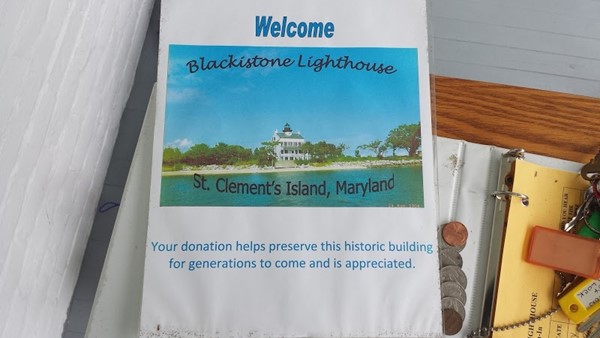 Welcome
Blackistone Lighthouse
St. Clement's Island, Maryland
Your donation helps preserve this historic building
for generations to come and is appreciated.